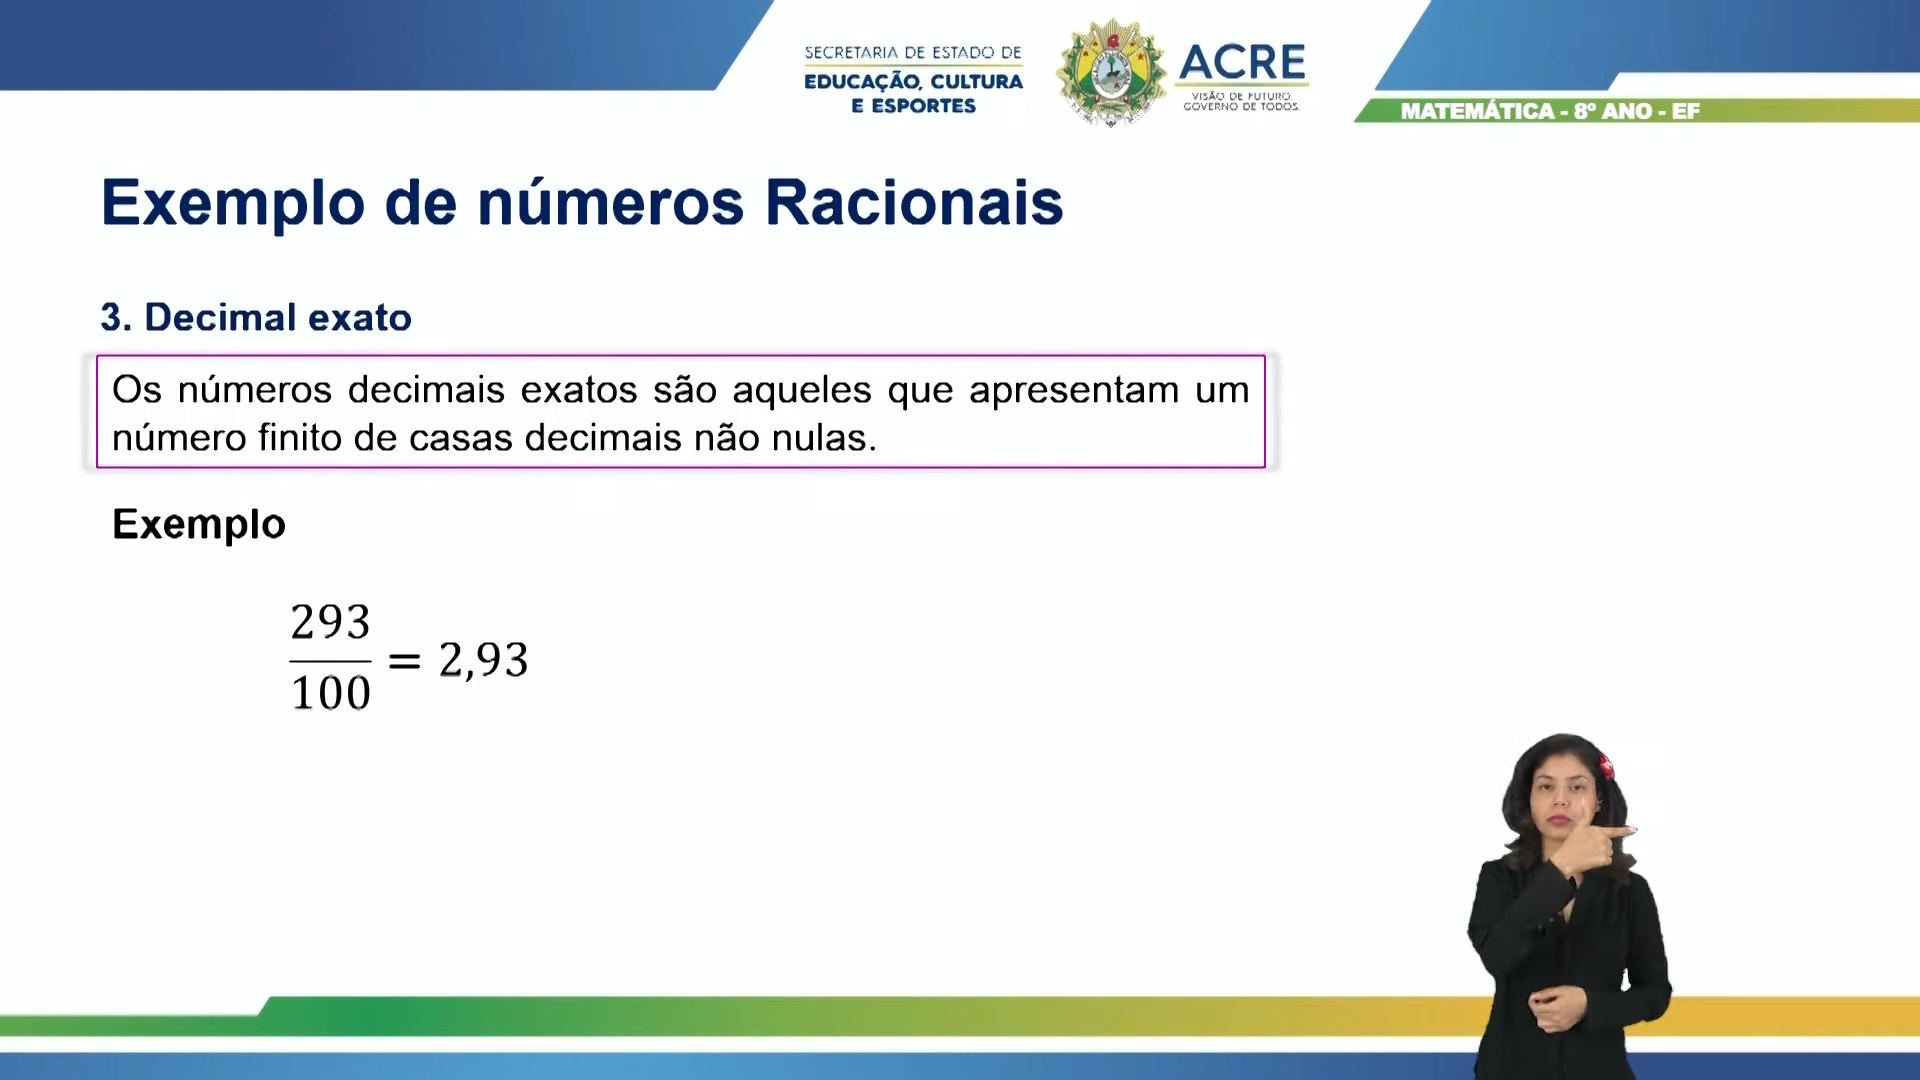 SECRETARIA DE ESTADO DE
EDUCAÇÃO, CULTURA
E ESPORTES
ACRE
VISÃO DE FUTURO.
GOVERNO DE TODOS.
MATEMÁTICA - 8º ANO - EF
Exemplo de números Racionais
3. Decimal exato
Os números decimais exatos são aqueles que apresentam um
número finito de casas decimais não nulas.
Exemplo
293
100
= 2,93